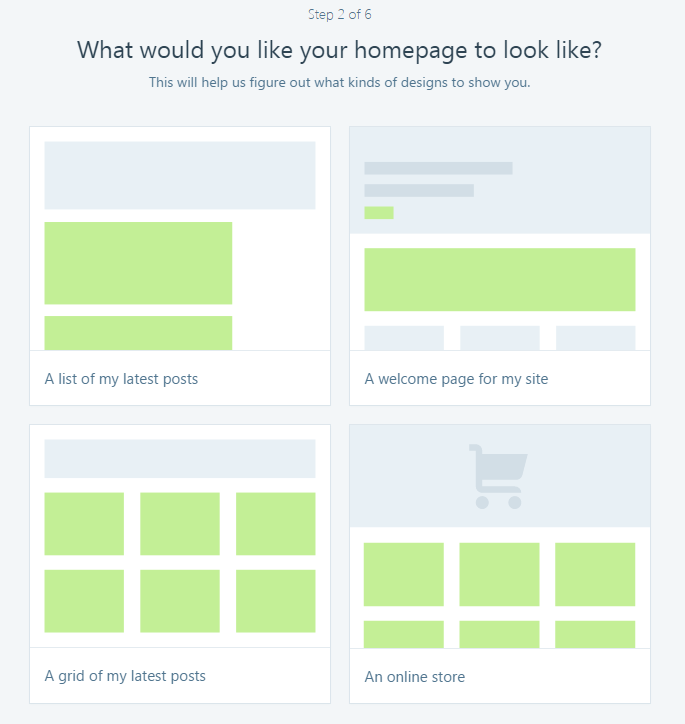 Step 2 of 6
What would you like your homepage to look like?
This will help us figure out what kinds of designs to show you.
A list of my latest posts
A welcome page for my site
A grid of my latest posts
An online store